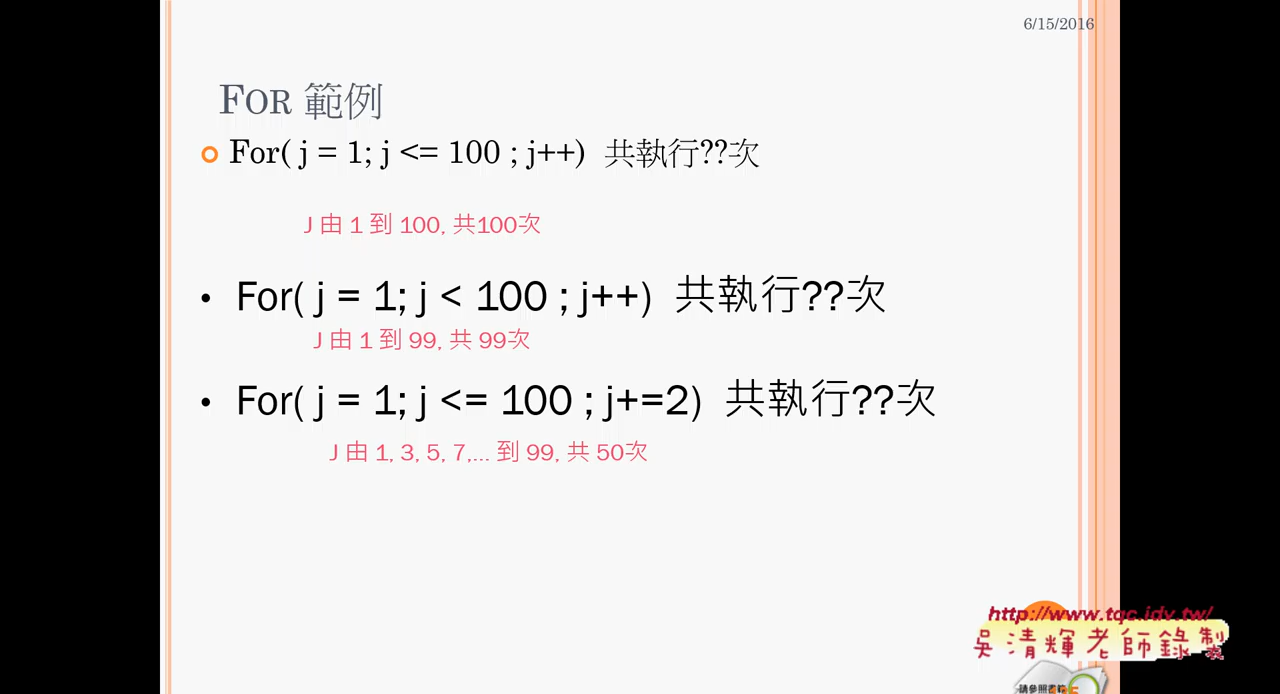 6/15/2016
FOR 範例
For( j = 1; j <= 100 ; j++) 共執行??次
J 由 1 到 100, 共100次
• For( j = 1; j < 100 ; j++) 共執行??次
J 由 1 到 99, 共 99次
• For( j = 1; j <= 100 ; j+=2) 共執行??次
J 由 1, 3, 5, 7,... 到 99, 共 50次
http://www.tqc.idv.tw/
吳清輝老師錄製